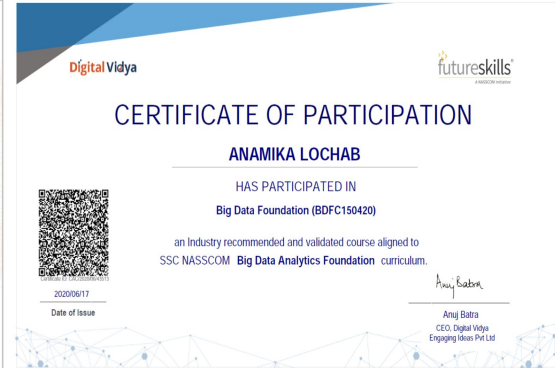 Digital Vidya
futureskills
A NASSCOM Initiative
CERTIFICATE OF PARTICIPATION
ANAMIKA LOCHAB
HAS PARTICIPATED IN
Big Data Foundation (BDFC150420)
an Industry recommended and validated course aligned to
SSC NASSCOM Big Data Analytics Foundation curriculum.
Certificate ID:
2020/06/17
Date of Issue
Anuj Batra
Anuj Batra
CEO, Digital Vidya
Engaging Ideas Pvt Ltd